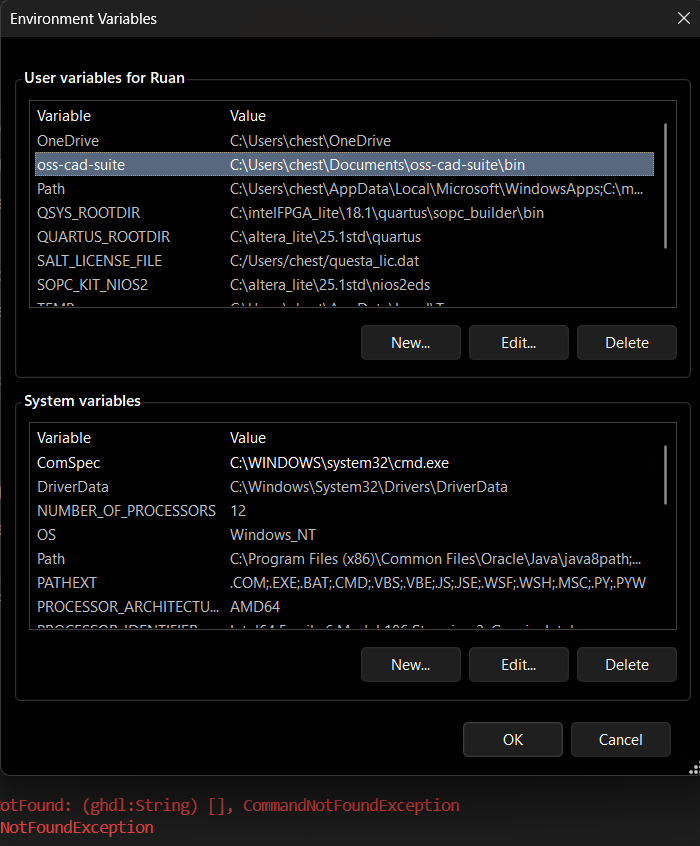 Environment Variables
User variables for Ruan
Variable Value
OneDrive C:\Users\chest\OneDrive
oss-cad-suite C:\Users\chest\Documents\oss-cad-suite\bin
Path C:\Users\chest\AppData\Local\Microsoft\WindowsApps;C:\m...
QSYS_ROOTDIR C:\intelFPGA_lite\18.1\quartus\sopc_builder\bin
QUARTUS_ROOTDIR C:\altera_lite\25.1std\quartus
SALT_LICENSE_FILE C:/Users/chest/questa_lic.dat
SOPC_KIT_NIOS2 C:\altera_lite\25.1std\nios2eds
New... Edit... Delete
System variables
Variable Value
ComSpec C:\WINDOWS\system32\cmd.exe
DriverData C:\Windows\System32\Drivers\DriverData
NUMBER_OF_PROCESSORS 12
OS Windows_NT
Path C:\Program Files (x86)\Common Files\Oracle\Java\java8path;...
PATHEXT .COM;.EXE;.BAT;.CMD;.VBS;.VBE;.JS;.JSE;.WSF;.WSH;.MSC;.PY;.PYW
PROCESSOR_ARCHITECTU... AMD64
New... Edit... Delete
OK Cancel
otFound: (ghdl:String) [], CommandNotFoundException
NotFoundException